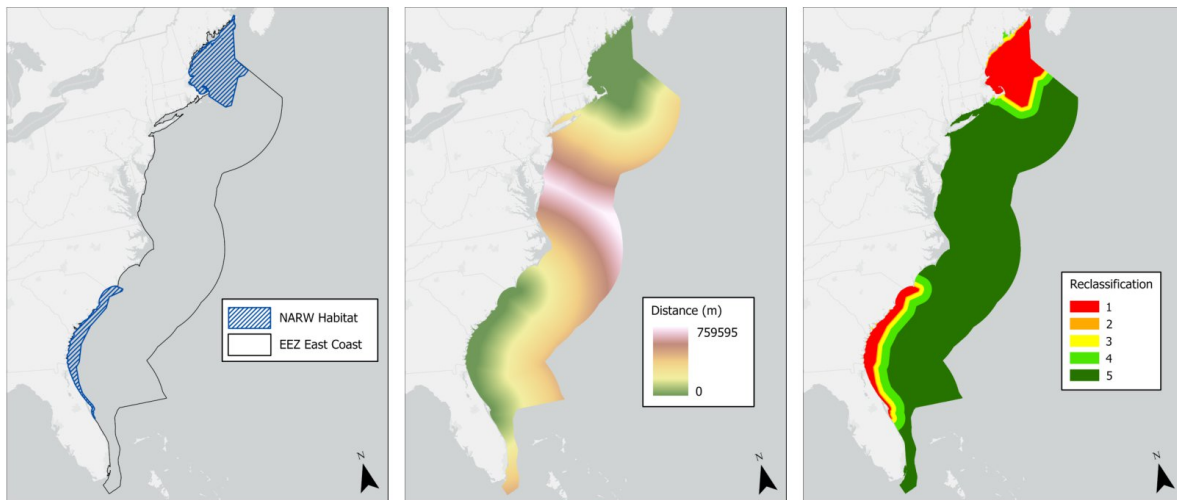 N
NARW Habitat
EEZ East Coast
N
Distance (m)
759595
0
N
Reclassification
1
2
3
4
5